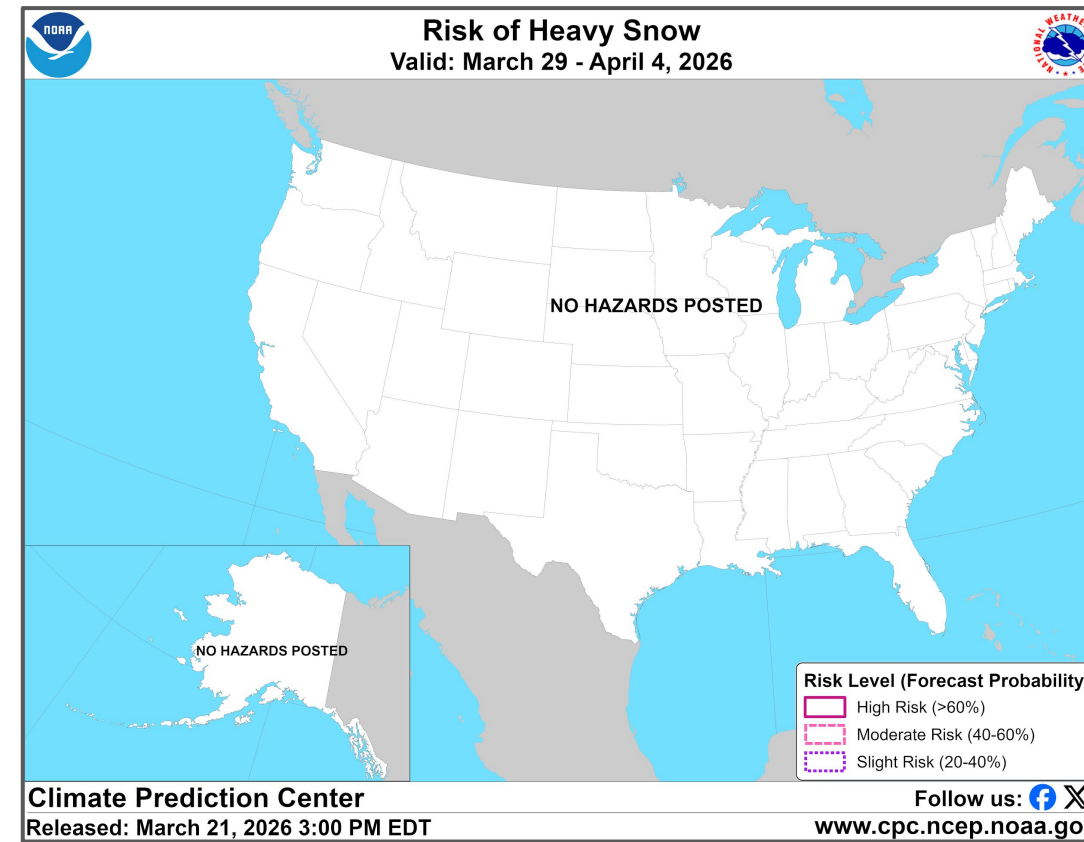 NOAA
Risk of Heavy Snow
Valid: March 29 - April 4, 2026
NO HAZARDS POSTED
NO HAZARDS POSTED
Risk Level (Forecast Probability
High Risk (>60%)
Moderate Risk (40-60%)
Slight Risk (20-40%)
Climate Prediction Center
Follow us:
Released: March 21, 2026 3:00 PM EDT
www.cpc.ncep.noaa.go